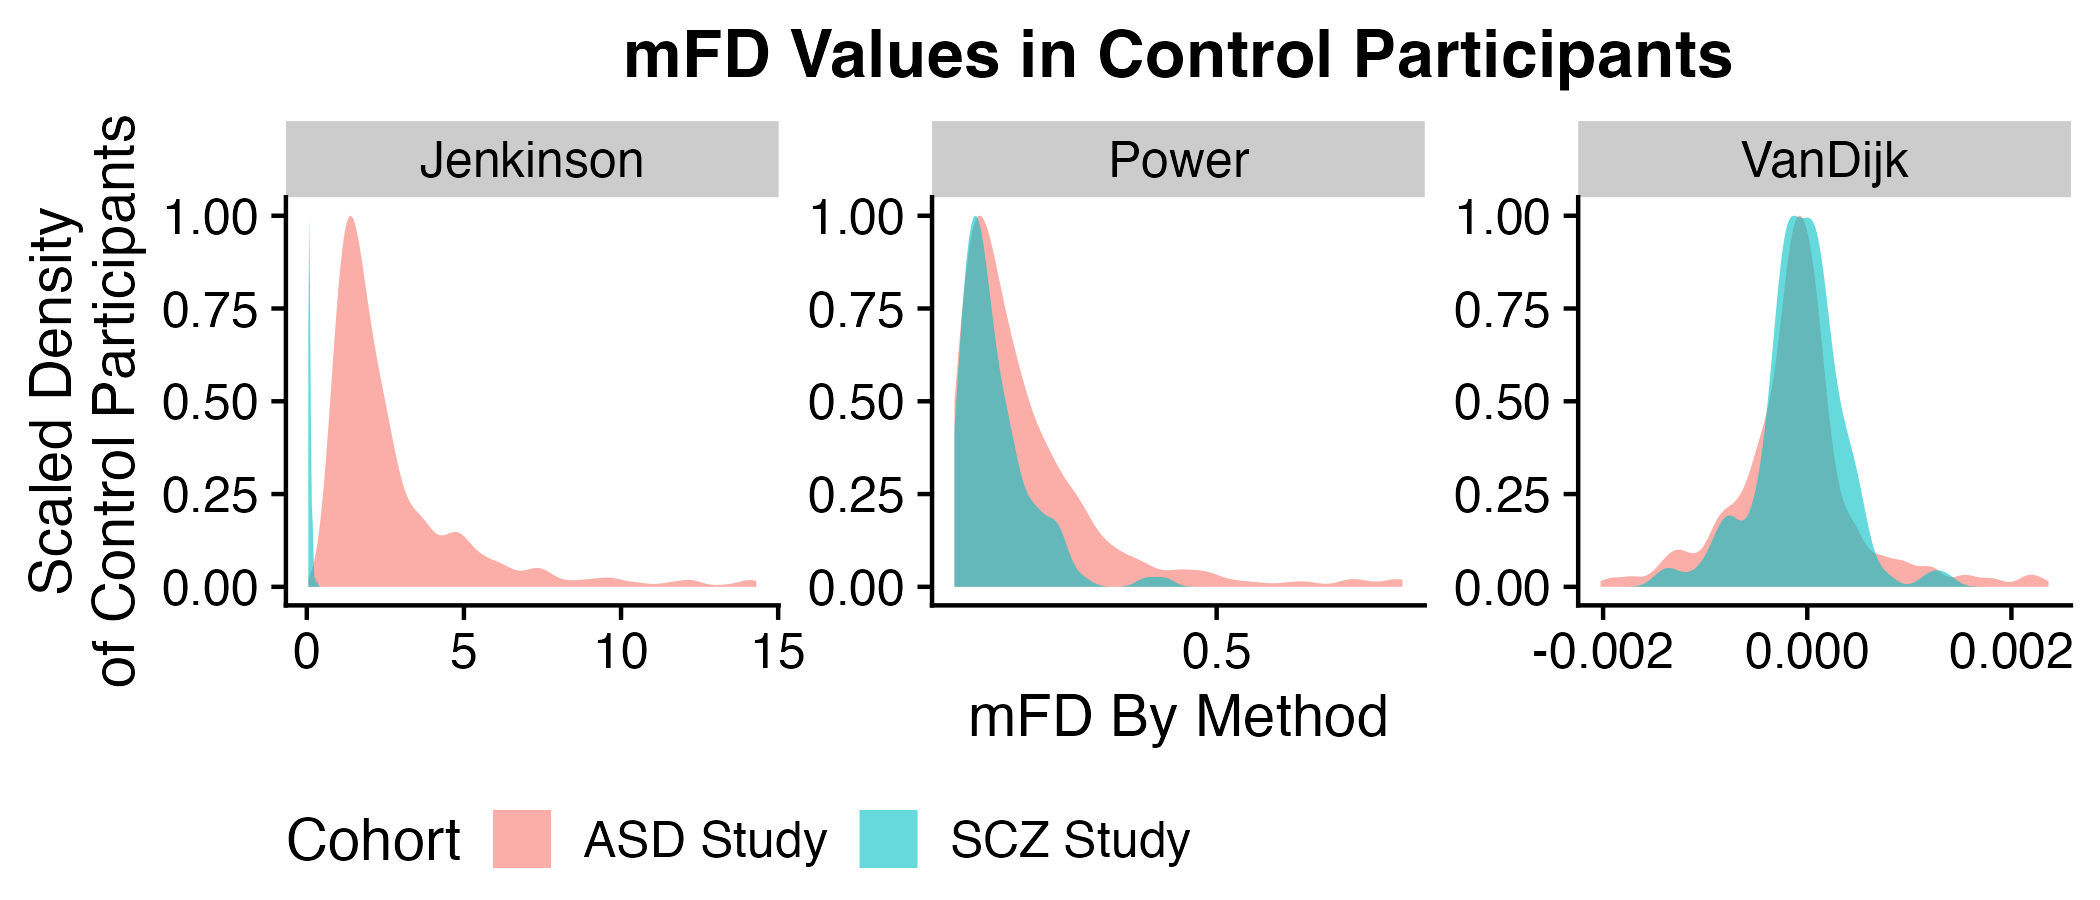 mFD Values in Control Participants
Jenkinson
Power
VanDijk
Scaled Density
of Control Participants
1.00
0.75
0.50
0.25
0.00
1.00
0.75
0.50
0.25
0.00
1.00
0.75
0.50
0.25
0.00
0 5 10 15
0.5
-0.002 0.000 0.002
mFD By Method
Cohort ASD Study SCZ Study